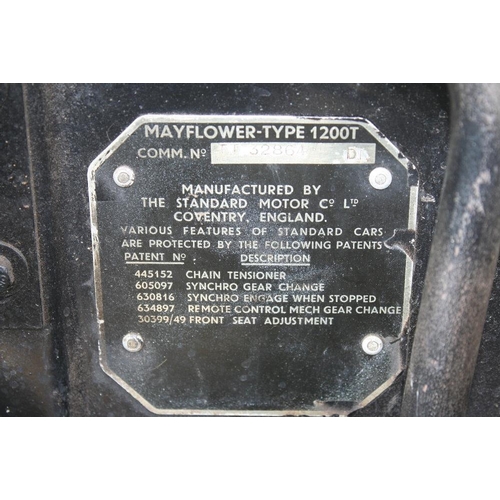 MAYFLOWER-TYPE 1200T
COMM. Nº -DL
MANUFACTURED BY
THE STANDARD MOTOR Cº LTD
COVENTRY, ENGLAND.
VARIOUS FEATURES OF STANDARD CARS
ARE PROTECTED BY THE FOLLOWING PATENTS
PATENT Nº DESCRIPTION
445152 CHAIN TENSIONER
605097 SYNCHRO GEAR CHANGE
630816 SYNCHRO ENGAGE WHEN STOPPED
634897 REMOTE CONTROL MECH GEAR CHANGE
30399/49 FRONT SEAT ADJUSTMENT